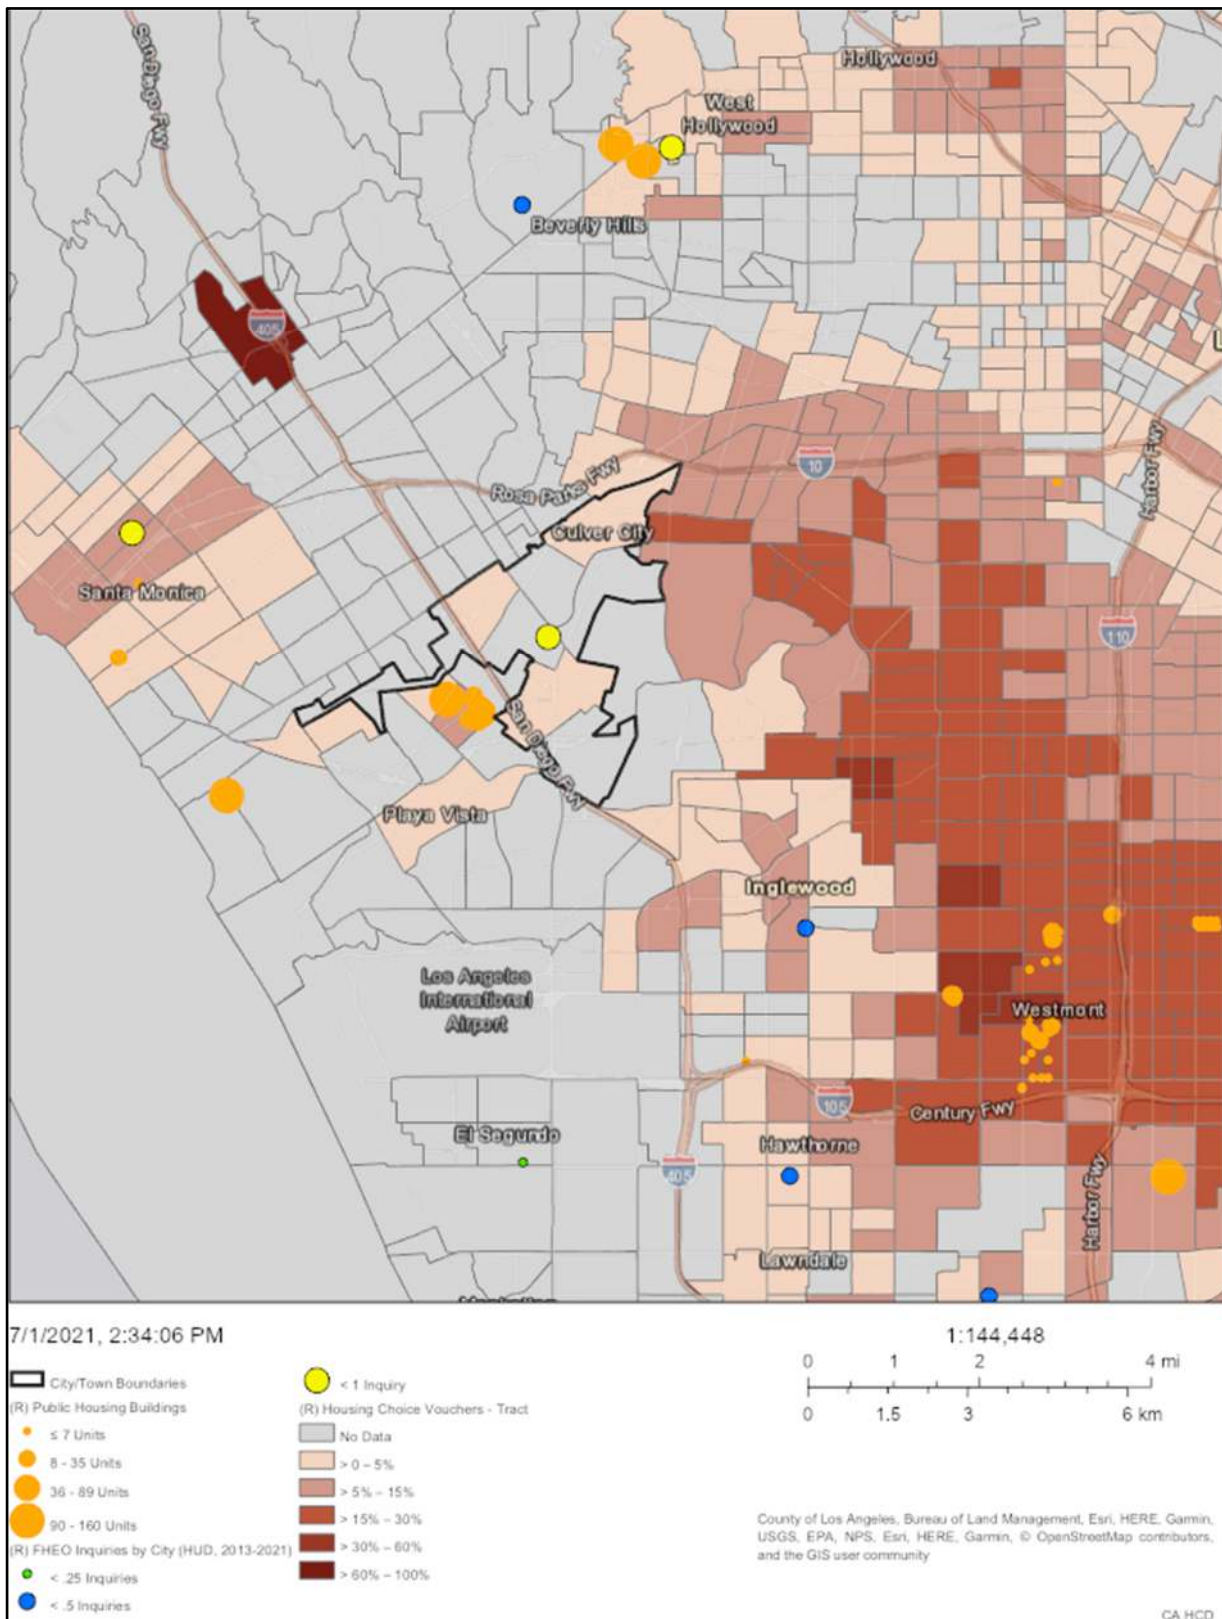 San Diego Fwy
Hollywood
West
Hollywood
Beverly Hills
405
Rosa Parks Fwy
10
Harbor Fwy
Culver City
Santa Monica
110
San Diego Fwy
Playa Vista
Inglewood
Los Angeles
International
Airport
Westmont
105
Century Fwy
El Segundo
Hawthorne
405
Harbor Fwy
Lawndale
7/1/2021, 2:34:06 PM
1:144,448
0 1 2 4 mi
0 1.5 3 6 km
City/Town Boundaries
(R) Public Housing Buildings
≤ 7 Units
8 - 35 Units
36 - 89 Units
90 - 160 Units
(R) FHEO Inquiries by City (HUD, 2013-2021)
< .25 Inquiries
< .5 Inquiries
< 1 Inquiry
(R) Housing Choice Vouchers - Tract
No Data
> 0 – 5%
> 5% – 15%
> 15% – 30%
> 30% – 60%
> 60% – 100%
County of Los Angeles, Bureau of Land Management, Esri, HERE, Garmin,
USGS, EPA, NPS, Esri, HERE, Garmin, © OpenStreetMap contributors,
and the GIS user community
CA HCD